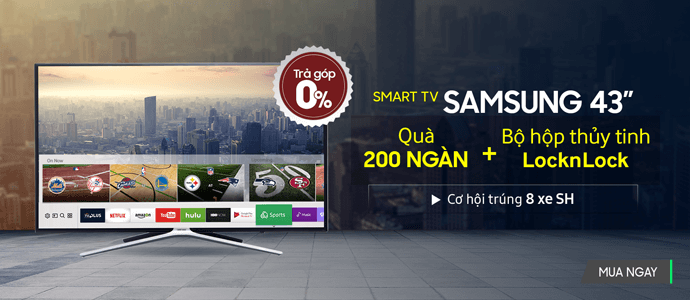 Trả góp
0%
SMART TV SAMSUNG 43”
Quà
200 NGÀN
+
Bộ hộp thủy tinh
LocknLock
▶ Cơ hội trúng 8 xe SH
On Now
NETFLIX
amazon
YouTube
hulu
Sports
Music
MUA NGAY